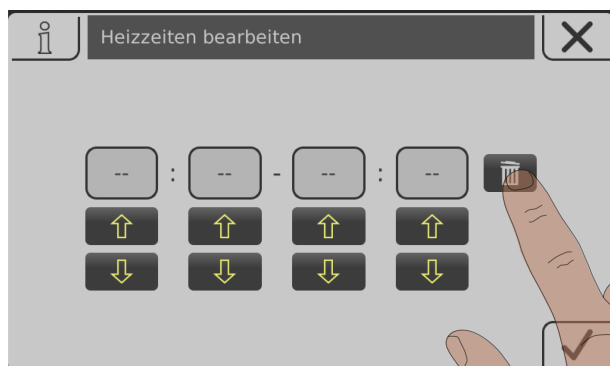 i
Heizzeiten bearbeiten
-- : -- - -- : --